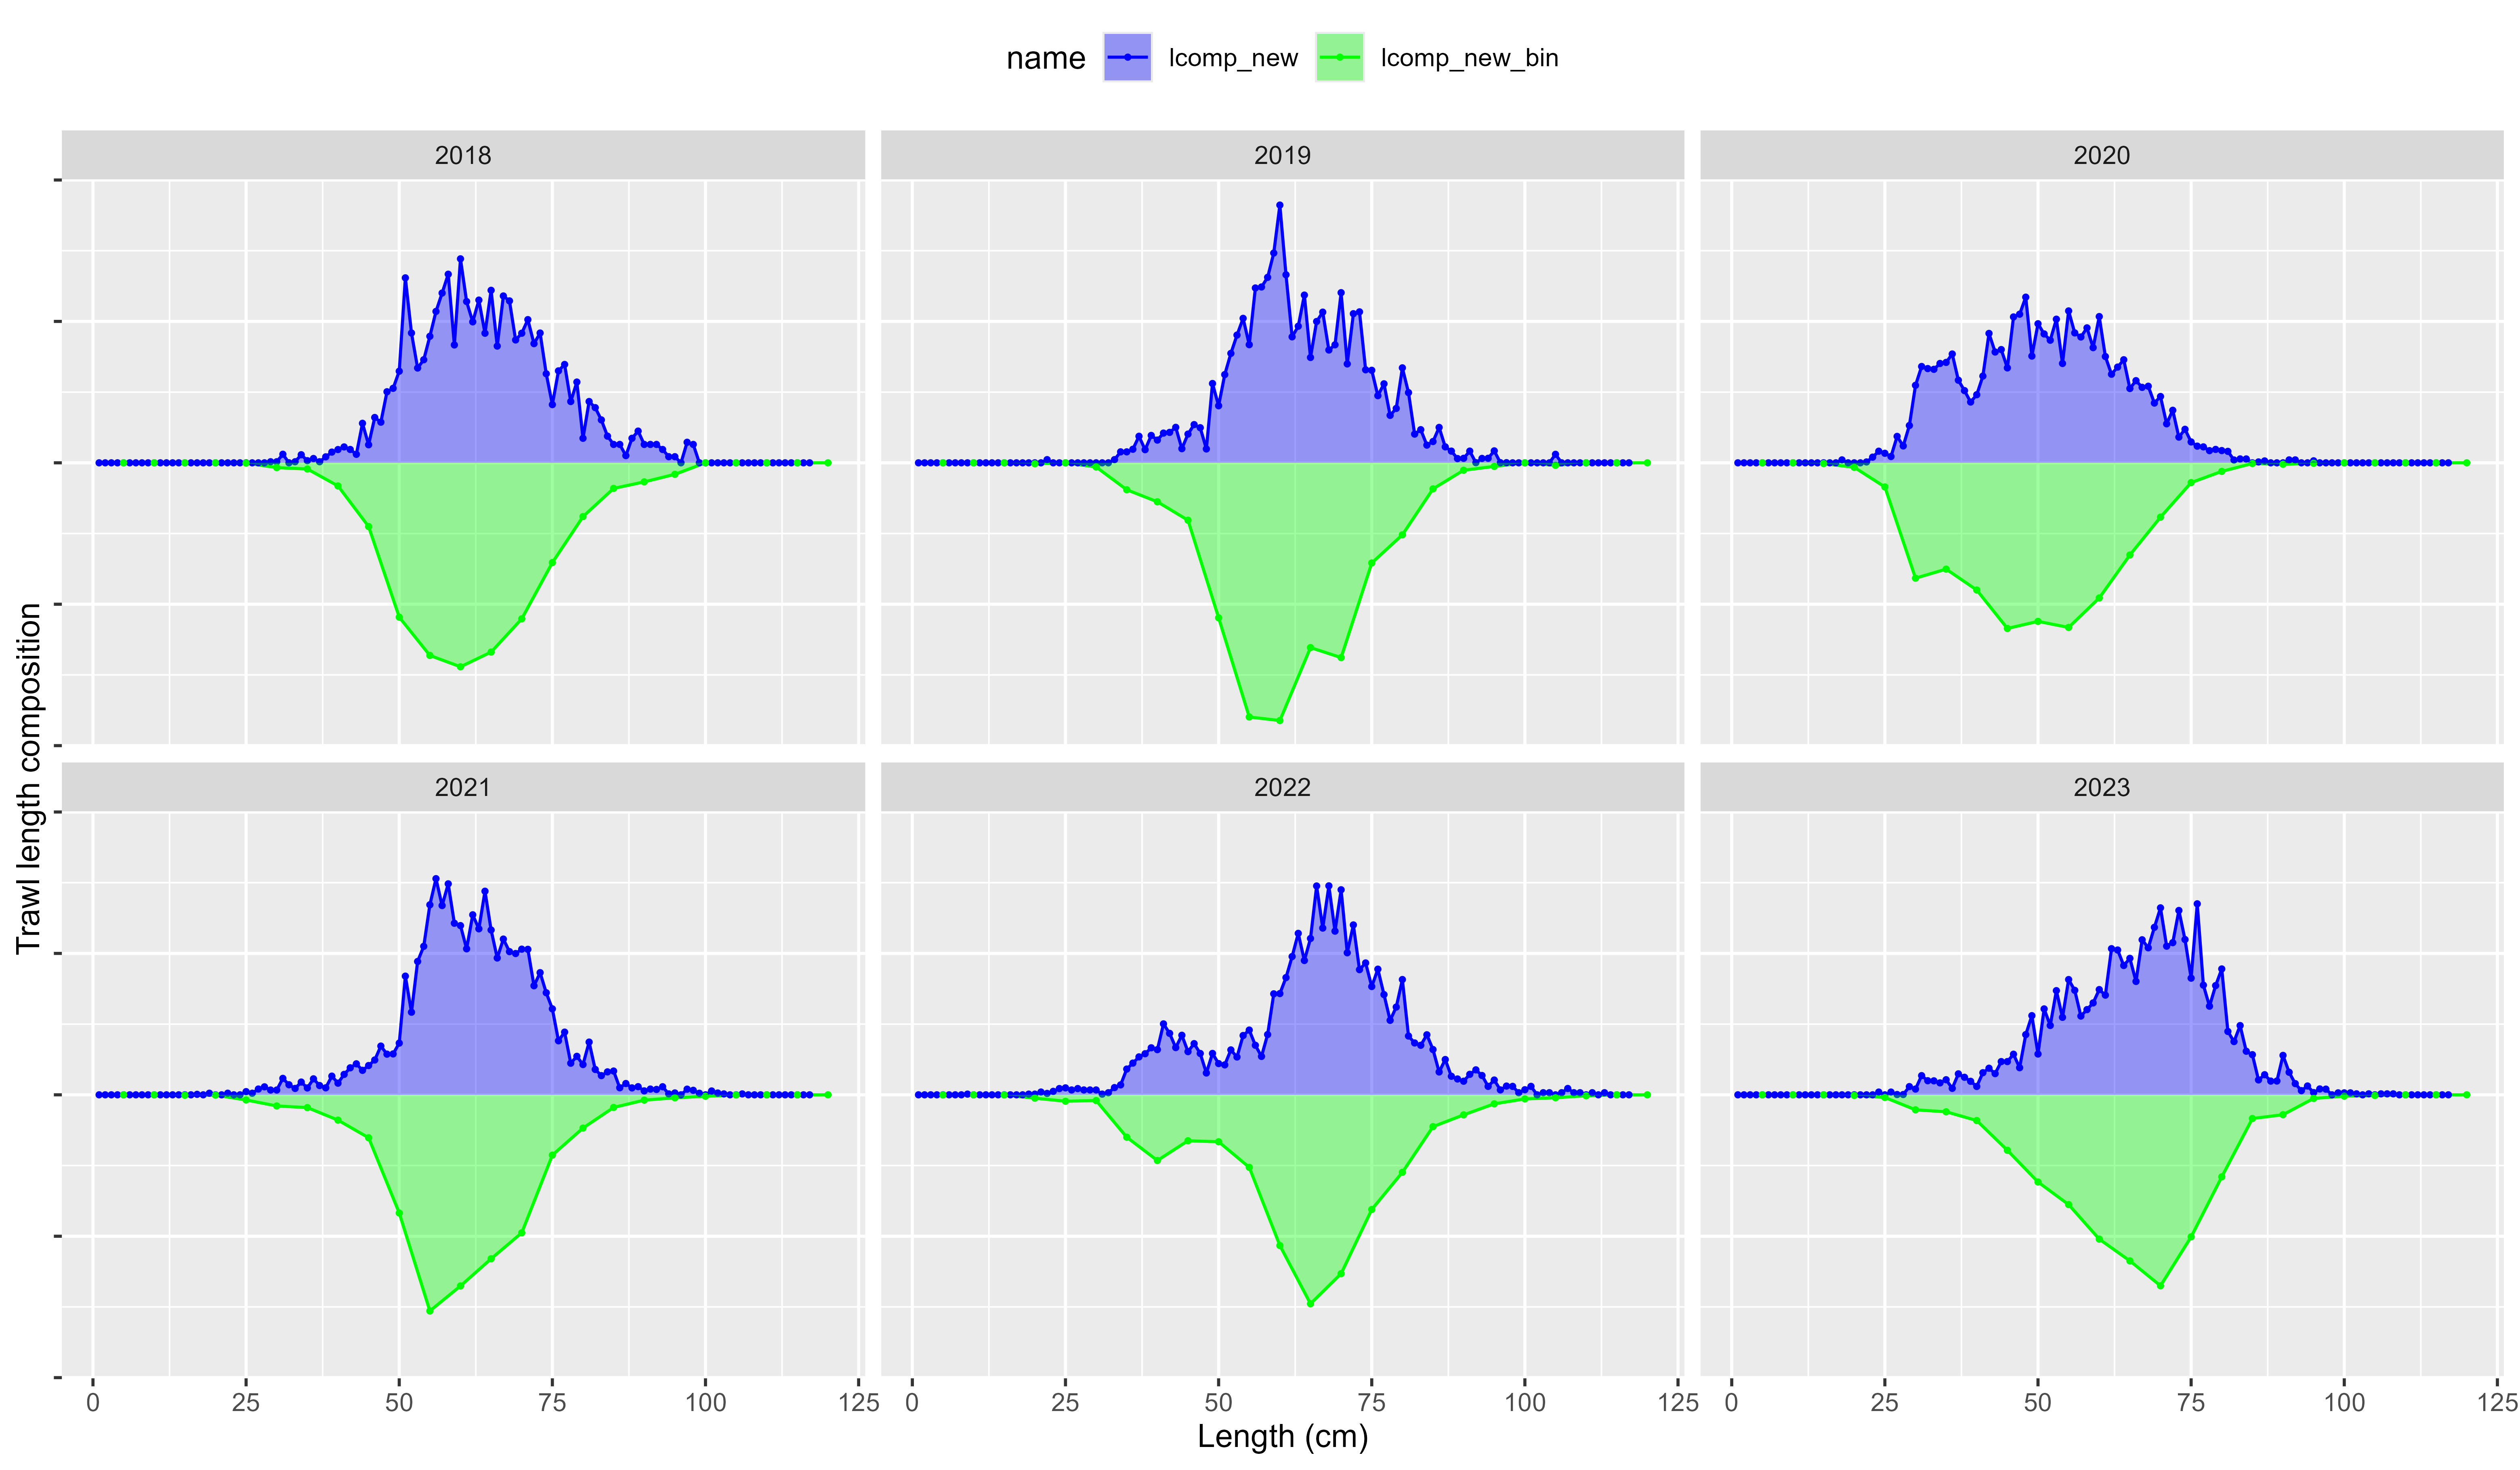 name lcomp_new lcomp_new_bin
2018 2019 2020
2021 2022 2023
Trawl length composition
0 25 50 75 100 125 0 25 50 75 100 125 0 25 50 75 100 125
Length (cm)